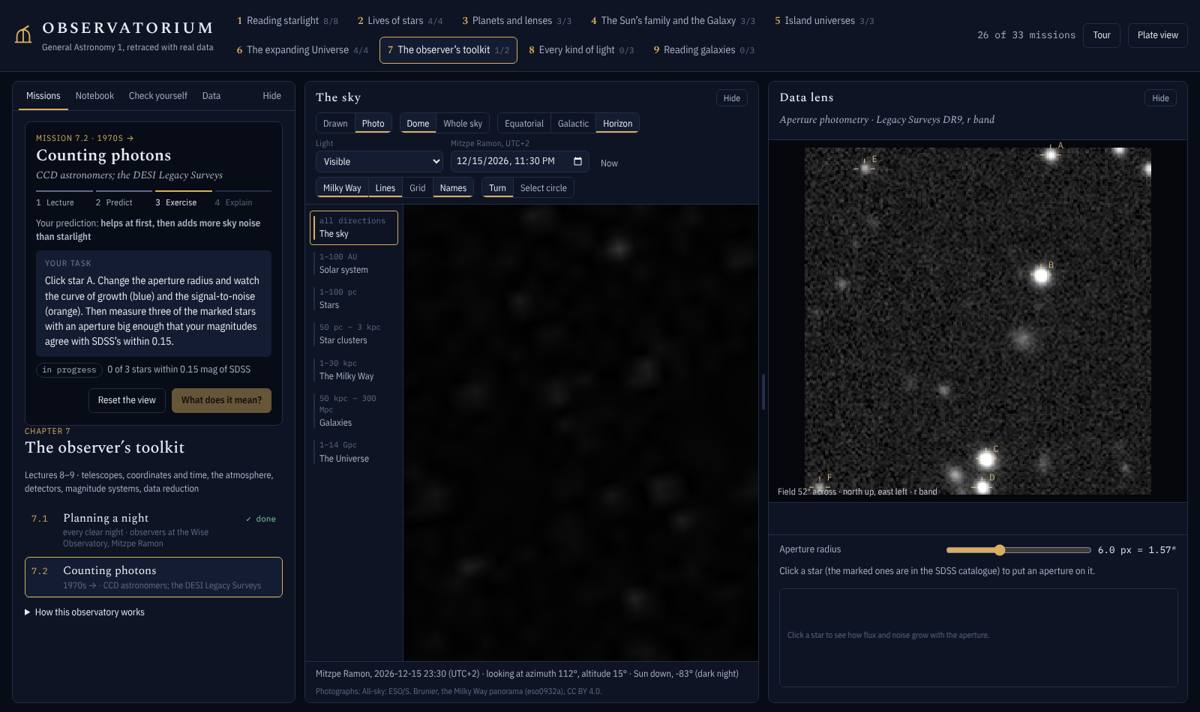 OBSERVATORIUM
General Astronomy 1, retraced with real data
1 Reading starlight 8/8
2 Lives of stars 4/4
3 Planets and lenses 3/3
4 The Sun's family and the Galaxy 3/3
5 Island universes 3/3
6 The expanding Universe 4/4
7 The observer's toolkit 1/2
8 Every kind of light 0/3
9 Reading galaxies 0/3
26 of 33 missions
Tour
Plate view
Missions
Notebook
Check yourself
Data
Hide
MISSION 7.2 · 1970S →
Counting photons
CCD astronomers; the DESI Legacy Surveys
1 Lecture
2 Predict
3 Exercise
4 Explain
Your prediction: helps at first, then adds more sky noise
than starlight
YOUR TASK
Click star A. Change the aperture radius and watch
the curve of growth (blue) and the signal-to-noise
(orange). Then measure three of the marked stars
with an aperture big enough that your magnitudes
agree with SDSS's within 0.15.
in progress
0 of 3 stars within 0.15 mag of SDSS
Reset the view
What does it mean?
CHAPTER 7
The observer's toolkit
Lectures 8–9 · telescopes, coordinates and time, the atmosphere,
detectors, magnitude systems, data reduction
7.1 Planning a night ✓ done
every clear night · observers at the Wise
Observatory, Mitzpe Ramon
7.2 Counting photons
1970s → · CCD astronomers; the DESI Legacy Surveys
▶ How this observatory works
The sky
Hide
Drawn
Photo
Dome
Whole sky
Equatorial
Galactic
Horizon
Light
Mitzpe Ramon, UTC+2
Visible
12/15/2026, 11:30 PM
Now
Milky Way
Lines
Grid
Names
Turn
Select circle
all directions
The sky
1–100 AU
Solar system
1–100 pc
Stars
50 pc – 3 kpc
Star clusters
1–30 kpc
The Milky Way
50 kpc – 300
Mpc
Galaxies
1–14 Gpc
The Universe
Mitzpe Ramon, 2026-12-15 23:30 (UTC+2) · looking at azimuth 112°, altitude 15° · Sun down, -83° (dark night)
Photographs: All-sky: ESO/S. Brunier, the Milky Way panorama (eso0932a), CC BY 4.0.
Data lens
Hide
Aperture photometry · Legacy Surveys DR9, r band
A
E
B
C
D
F
Field 52″ across · north up, east left · r band
Aperture radius
6.0 px = 1.57″
Click a star (the marked ones are in the SDSS catalogue) to put an aperture on it.
Click a star to see how flux and noise grow with the aperture.